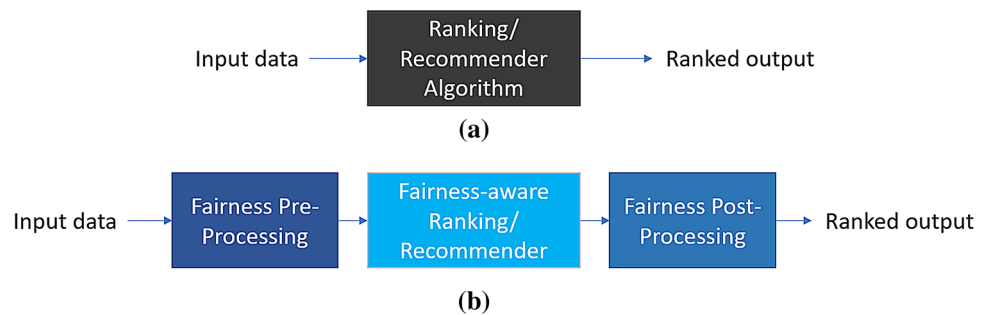 Input data
Ranking/
Recommender
Algorithm
Ranked output
(a)
Input data
Fairness Pre-
Processing
Fairness-aware
Ranking/
Recommender
Fairness Post-
Processing
Ranked output
(b)